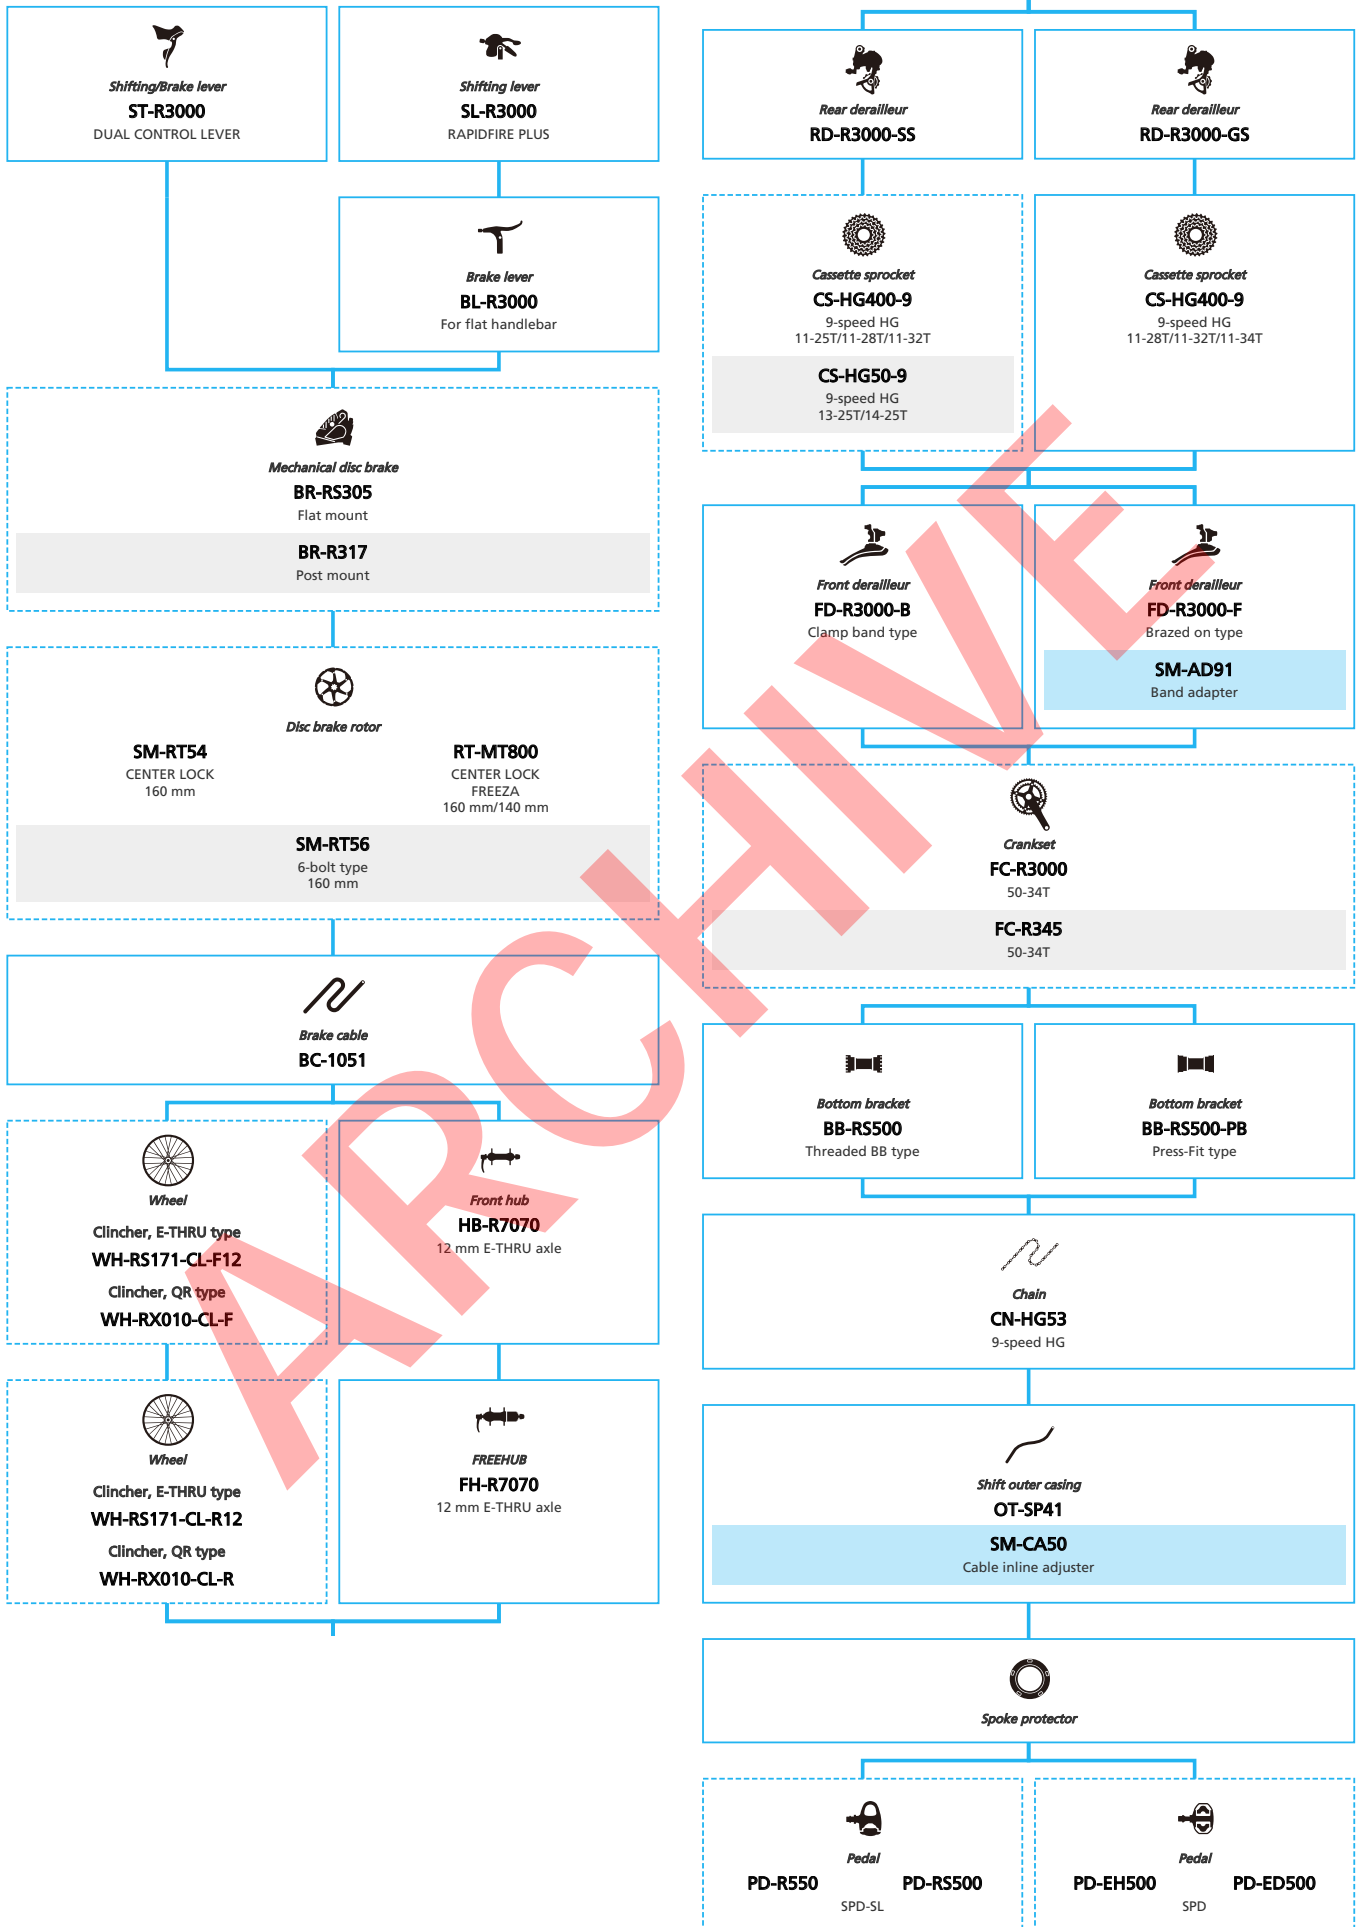 Shifting/Brake lever
ST-R3000
DUAL CONTROL LEVER
Shifting lever
SL-R3000
RAPIDFIRE PLUS
Brake lever
BL-R3000
For flat handlebar
Mechanical disc brake
BR-RS305
Flat mount
BR-R317
Post mount
Disc brake rotor
SM-RT54
CENTER LOCK
160 mm
RT-MT800
CENTER LOCK
FREEZA
160 mm/140 mm
SM-RT56
6-bolt type
160 mm
Brake cable
BC-1051
Wheel
Clincher, E-THRU type
WH-RS171-CL-F12
Clincher, QR type
WH-RX010-CL-F
Front hub
HB-R7070
12 mm E-THRU axle
Wheel
Clincher, E-THRU type
WH-RS171-CL-R12
Clincher, QR type
WH-RX010-CL-R
FREEHUB
FH-R7070
12 mm E-THRU axle
Rear derailleur
RD-R3000-SS
Rear derailleur
RD-R3000-GS
Cassette sprocket
CS-HG400-9
9-speed HG
11-25T/11-28T/11-32T
CS-HG50-9
9-speed HG
13-25T/14-25T
Cassette sprocket
CS-HG400-9
9-speed HG
11-28T/11-32T/11-34T
Front derailleur
FD-R3000-B
Clamp band type
Front derailleur
FD-R3000-F
Brazed on type
SM-AD91
Band adapter
Crankset
FC-R3000
50-34T
FC-R345
50-34T
Bottom bracket
BB-RS500
Threaded BB type
Bottom bracket
BB-RS500-PB
Press-Fit type
Chain
CN-HG53
9-speed HG
Shift outer casing
OT-SP41
SM-CA50
Cable inline adjuster
Spoke protector
Pedal
PD-R550 PD-RS500
SPD-SL
Pedal
PD-EH500 PD-ED500
SPD
ARCHIVE